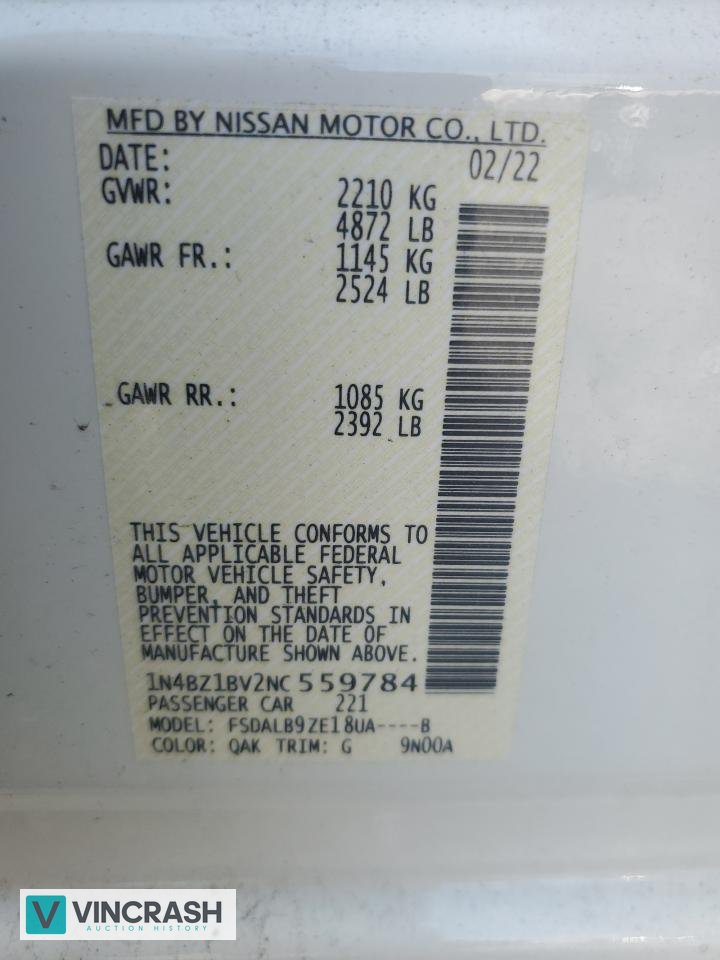 MFD BY NISSAN MOTOR CO., LTD.
DATE: 02/22
GVWR: 2210 KG
4872 LB
GAWR FR.: 1145 KG
2524 LB
GAWR RR.: 1085 KG
2392 LB
THIS VEHICLE CONFORMS TO
ALL APPLICABLE FEDERAL
MOTOR VEHICLE SAFETY,
BUMPER, AND THEFT
PREVENTION STANDARDS IN
EFFECT ON THE DATE OF
MANUFACTURE SHOWN ABOVE.
1N4BZ1BV2NC559784
PASSENGER CAR 221
MODEL: FSDALB9ZE18UA----B
COLOR: QAK TRIM: G 9N00A
VINCRASH
AUCTION HISTORY